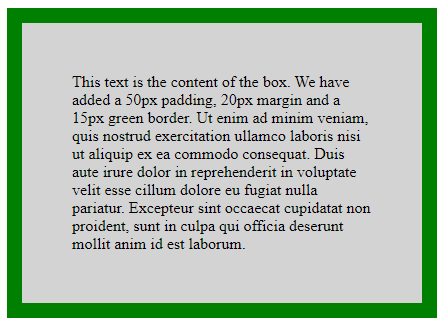 This text is the content of the box. We have
added a 50px padding, 20px margin and a
15px green border. Ut enim ad minim veniam,
quis nostrud exercitation ullamco laboris nisi
ut aliquip ex ea commodo consequat. Duis
aute irure dolor in reprehenderit in voluptate
velit esse cillum dolore eu fugiat nulla
pariatur. Excepteur sint occaecat cupidatat non
proident, sunt in culpa qui officia deserunt
mollit anim id est laborum.